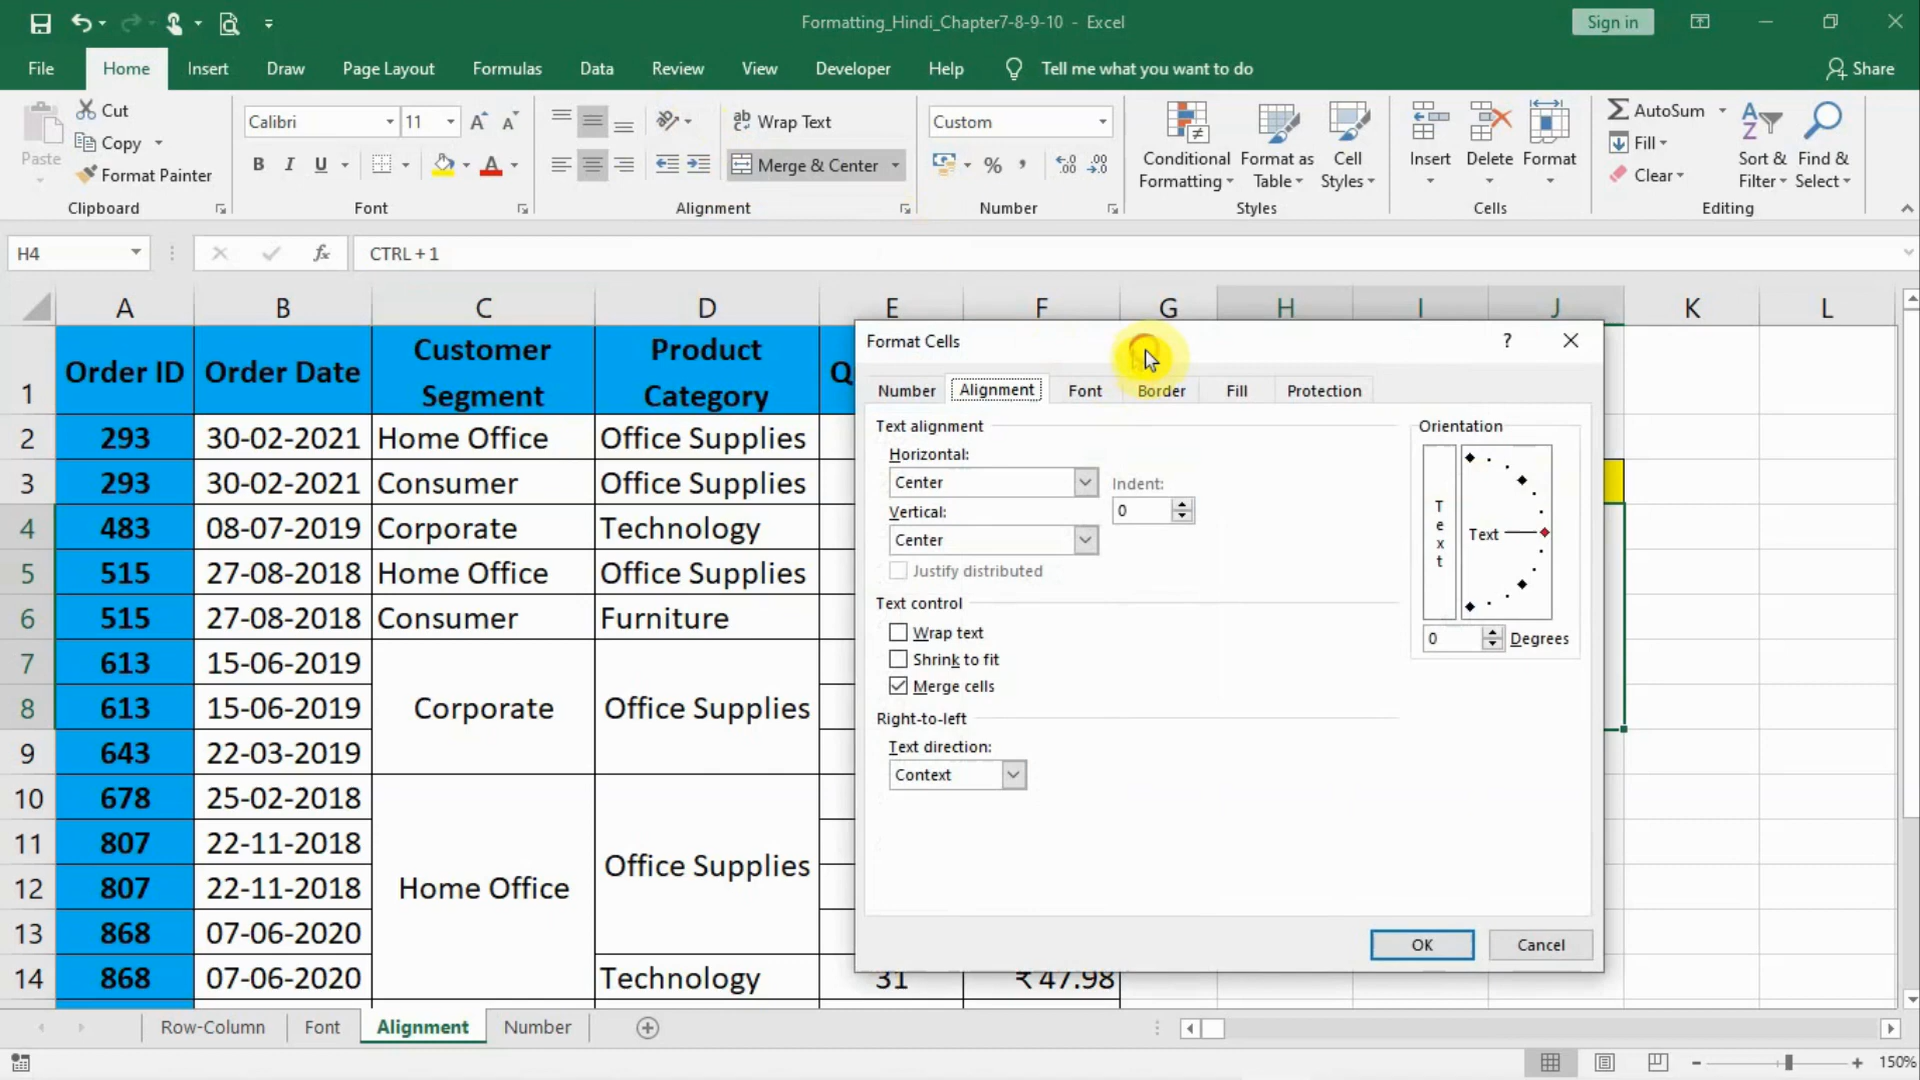 Formatting_Hindi_Chapter7-8-9-10 - Excel
Sign in
File Home Insert Draw Page Layout Formulas Data Review View Developer Help Tell me what you want to do Share
Paste
Cut
Copy
Format Painter
Clipboard
Calibri 11
B I U A
Font
ab Wrap Text
Merge & Center
Alignment
Custom
%
Number
Conditional Formatting
Format as Table
Cell Styles
Styles
Insert Delete Format
Cells
AutoSum
Fill
Clear
Sort & Filter
Find & Select
Editing
H4 fx CTRL + 1
A B C D E F G H I J K L
1 Order ID Order Date Customer Segment Product Category Q
2 293 30-02-2021 Home Office Office Supplies
3 293 30-02-2021 Consumer Office Supplies
4 483 08-07-2019 Corporate Technology
5 515 27-08-2018 Home Office Office Supplies
6 515 27-08-2018 Consumer Furniture
7 613 15-06-2019
8 613 15-06-2019 Corporate Office Supplies
9 643 22-03-2019
10 678 25-02-2018
11 807 22-11-2018 Office Supplies
12 807 22-11-2018 Home Office
13 868 07-06-2020
14 868 07-06-2020 Technology 31 ₹ 47.98
Format Cells ?
Number Alignment Font Border Fill Protection
Text alignment
Horizontal:
Center
Indent:
0
Vertical:
Center
Justify distributed
Text control
Wrap text
Shrink to fit
Merge cells
Right-to-left
Text direction:
Context
Orientation
Text
Text
0 Degrees
OK Cancel
Row-Column Font Alignment Number
150%